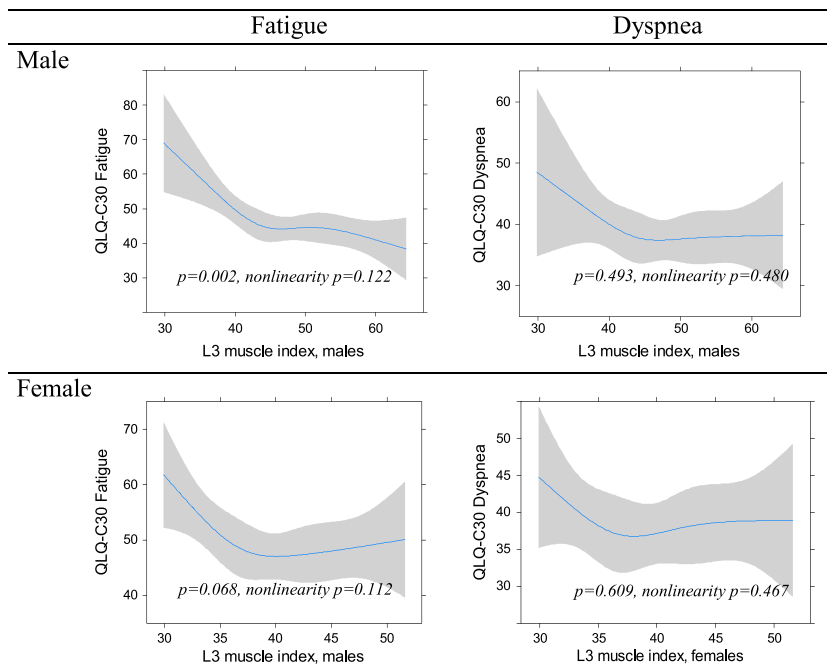 Fatigue Dyspnea
Male
QLQ-C30 Fatigue
80
70
60
50
40
30
p=0.002, nonlinearity p=0.122
30 40 50 60
L3 muscle index, males
QLQ-C30 Dyspnea
60
50
40
30
p=0.493, nonlinearity p=0.480
30 40 50 60
L3 muscle index, males
Female
QLQ-C30 Fatigue
70
60
50
40
p=0.068, nonlinearity p=0.112
30 35 40 45 50
L3 muscle index, males
QLQ-C30 Dyspnea
50
45
40
35
30
p=0.609, nonlinearity p=0.467
30 35 40 45 50
L3 muscle index, females